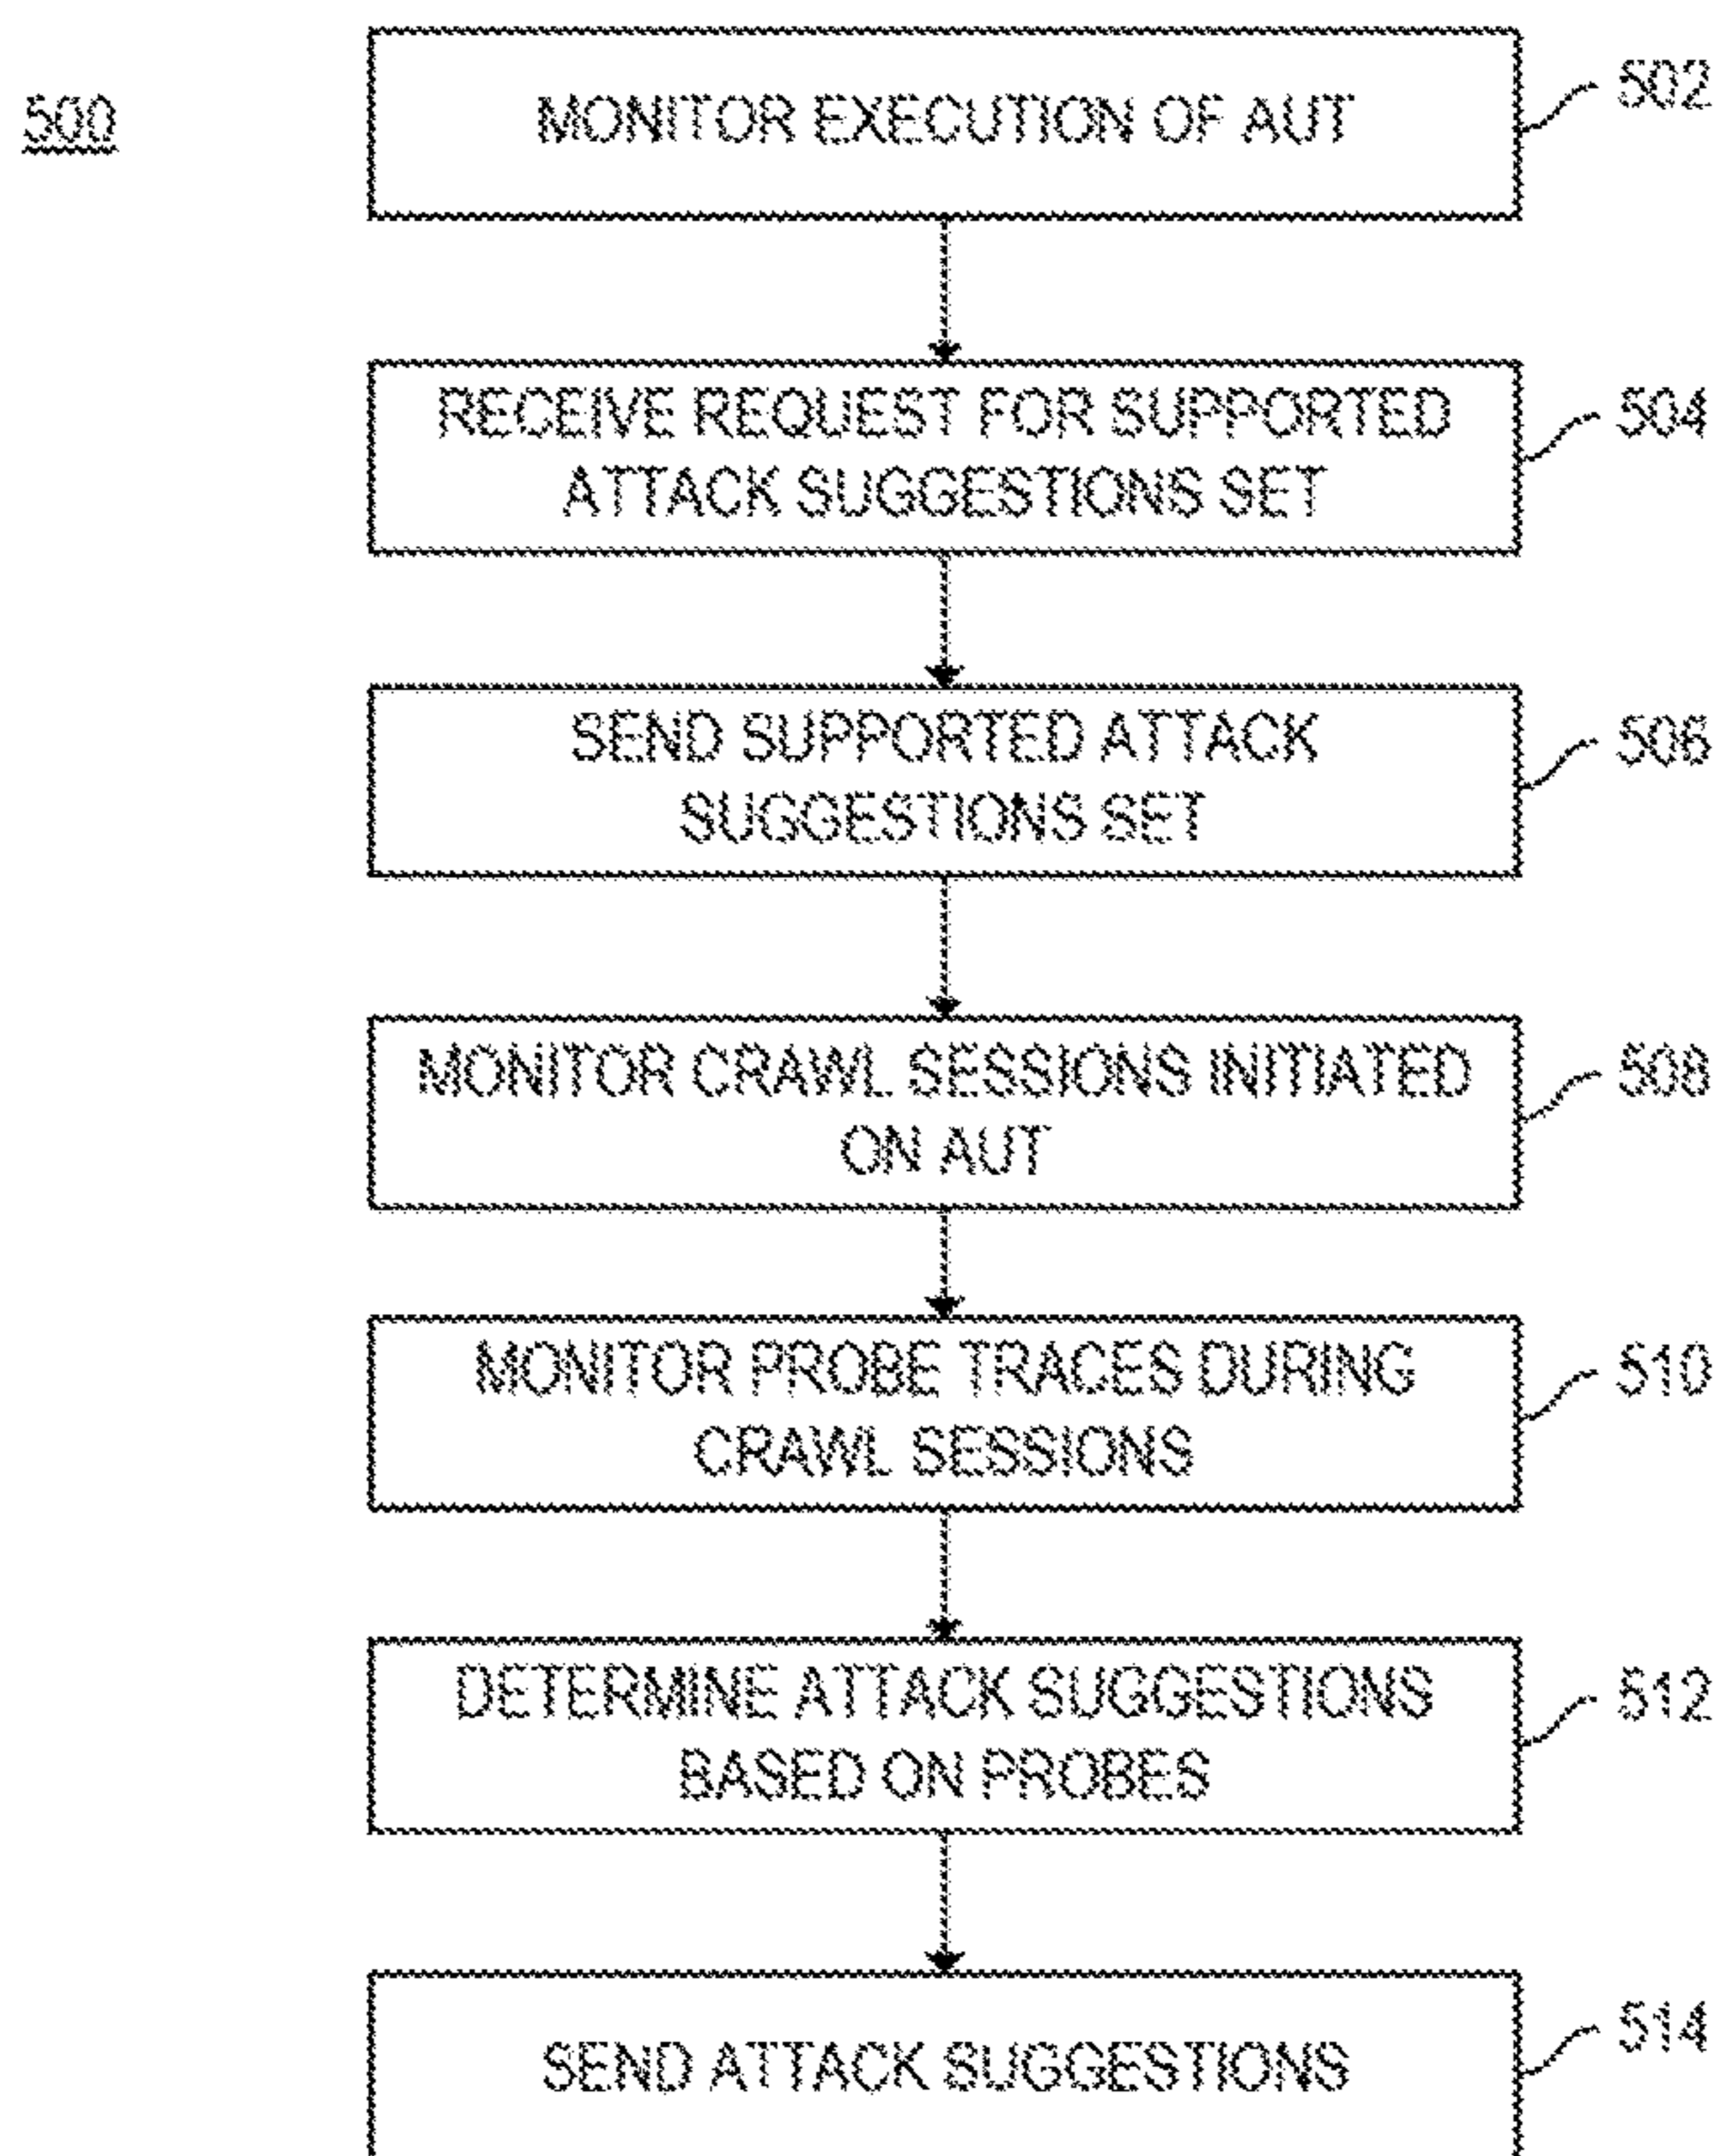 500
MONITOR EXECUTION OF AUT
502
RECEIVE REQUEST FOR SUPPORTED
ATTACK SUGGESTIONS SET
504
SEND SUPPORTED ATTACK
SUGGESTIONS SET
506
MONITOR CRAWL SESSIONS INITIATED
ON AUT
508
MONITOR PROBE TRACES DURING
CRAWL SESSIONS
510
DETERMINE ATTACK SUGGESTIONS
BASED ON PROBES
512
SEND ATTACK SUGGESTIONS
514